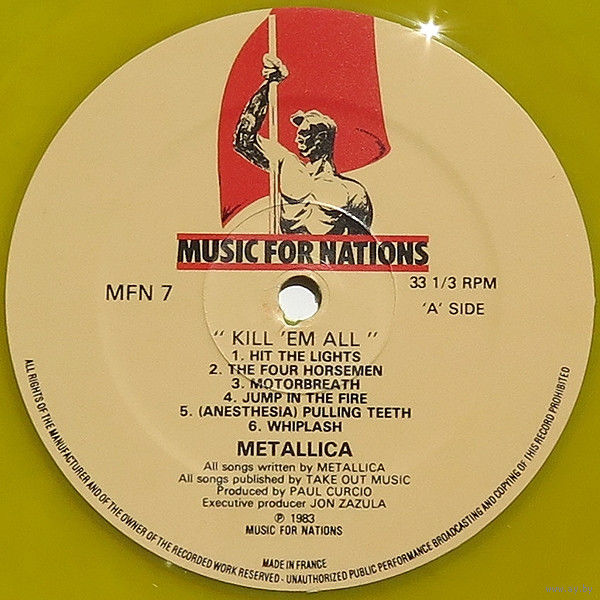 MUSIC FOR NATIONS
MFN 7
33 1/3 RPM
'A' SIDE
" KILL 'EM ALL "
1. HIT THE LIGHTS
2. THE FOUR HORSEMEN
3. MOTORBREATH
4. JUMP IN THE FIRE
5. (ANESTHESIA) PULLING TEETH
6. WHIPLASH
METALLICA
All songs written by METALLICA
All songs published by TAKE OUT MUSIC
Produced by PAUL CURCIO
Executive producer JON ZAZULA
℗ 1983
MUSIC FOR NATIONS
MADE IN FRANCE
ALL RIGHTS OF THE MANUFACTURER AND OF THE OWNER OF THE RECORDED WORK RESERVED - UNAUTHORIZED PUBLIC PERFORMANCE BROADCASTING AND COPYING OF THIS RECORD PROHIBITED